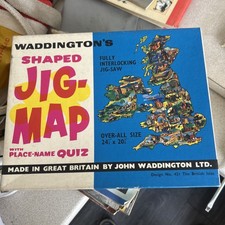 WADDINGTON'S
SHAPED
JIG-
MAP
WITH
PLACE-NAME QUIZ
FULLY
INTERLOCKING
JIG-SAW
OVER-ALL SIZE
MADE IN GREAT BRITAIN BY JOHN WADDINGTON LTD.